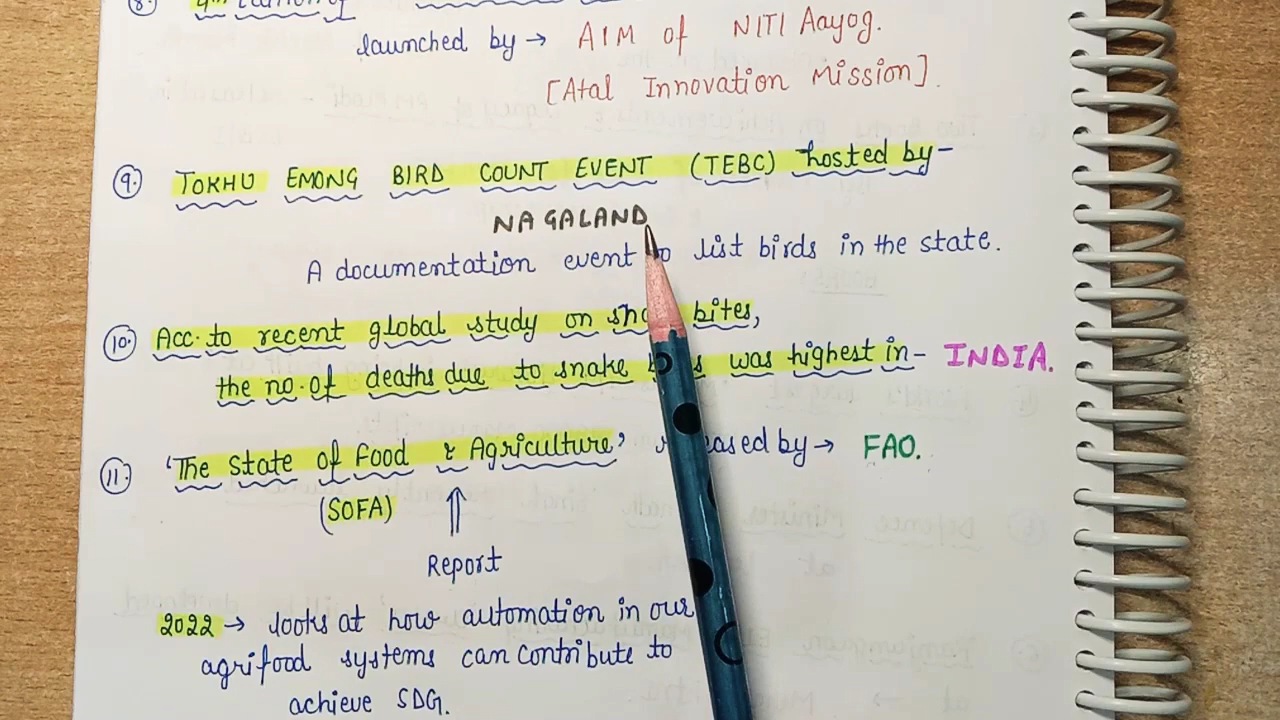 8.
launched by → AIM of NITI Aayog.
[Atal Innovation Mission].
9. TOKHU EMONG BIRD COUNT EVENT (TEBC) hosted by-
NAGALAND
A documentation event to list birds in the state.
10. Acc. to recent global study on bites,
the no. of deaths due to snake was highest in- INDIA.
11. 'The State of Food & Agriculture' by → FAO.
(SOFA) ⇑
Report
2022 → looks at how automation in our
agrifood systems can contribute to
achieve SDG.